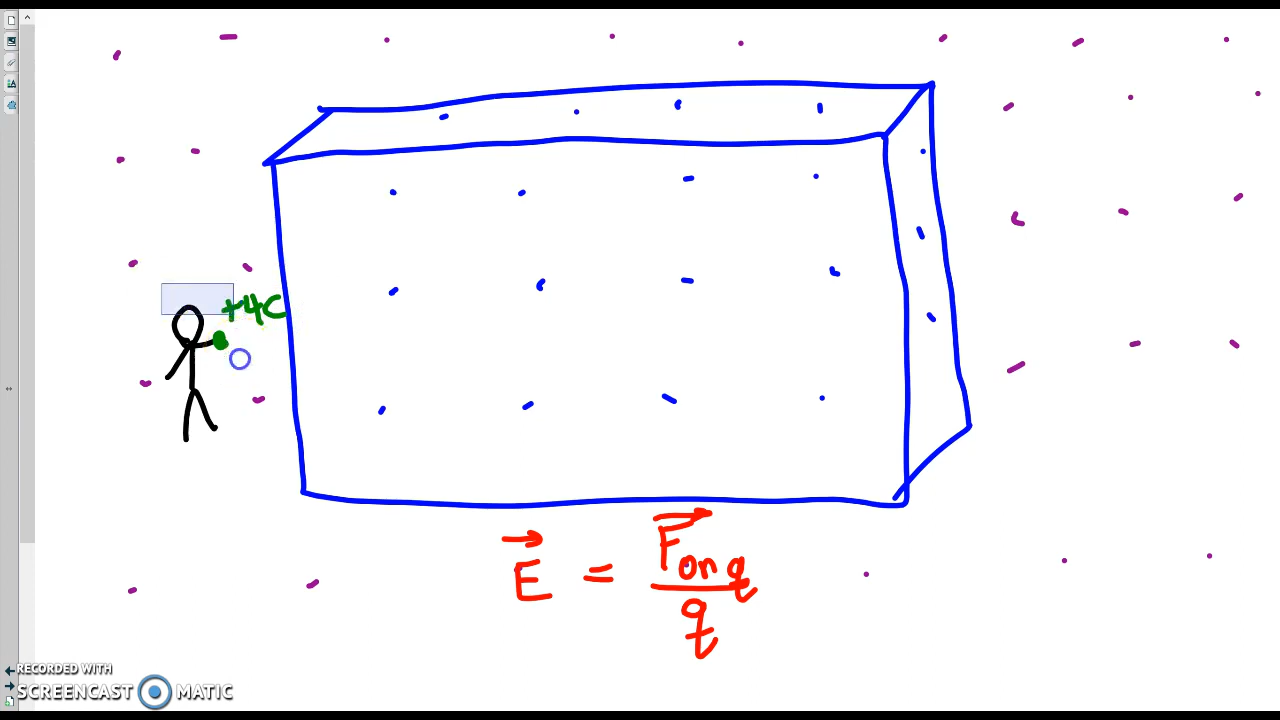 +4C
E = F on q
q
RECORDED WITH
SCREENCAST MATIC